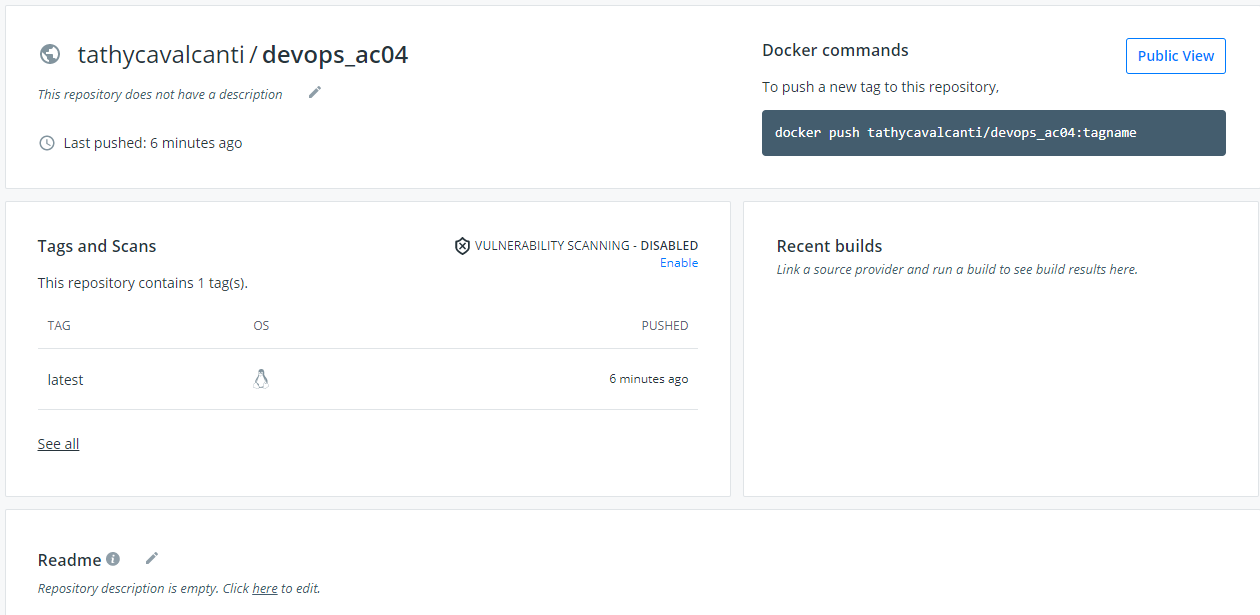 tathycavalcanti / devops_ac04
This repository does not have a description
Last pushed: 6 minutes ago
Docker commands
Public View
To push a new tag to this repository,
docker push tathycavalcanti/devops_ac04:tagname
Tags and Scans
VULNERABILITY SCANNING - DISABLED
Enable
This repository contains 1 tag(s).
TAG OS PUSHED
latest 6 minutes ago
See all
Recent builds
Link a source provider and run a build to see build results here.
Readme
Repository description is empty. Click here to edit.